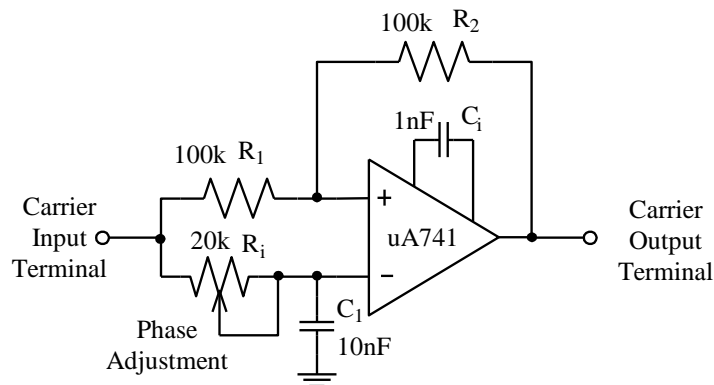 100k R2
1nF Ci
100k R1
+
uA741
−
Carrier
Input
Terminal
20k Ri
Phase
Adjustment
C1
10nF
Carrier
Output
Terminal